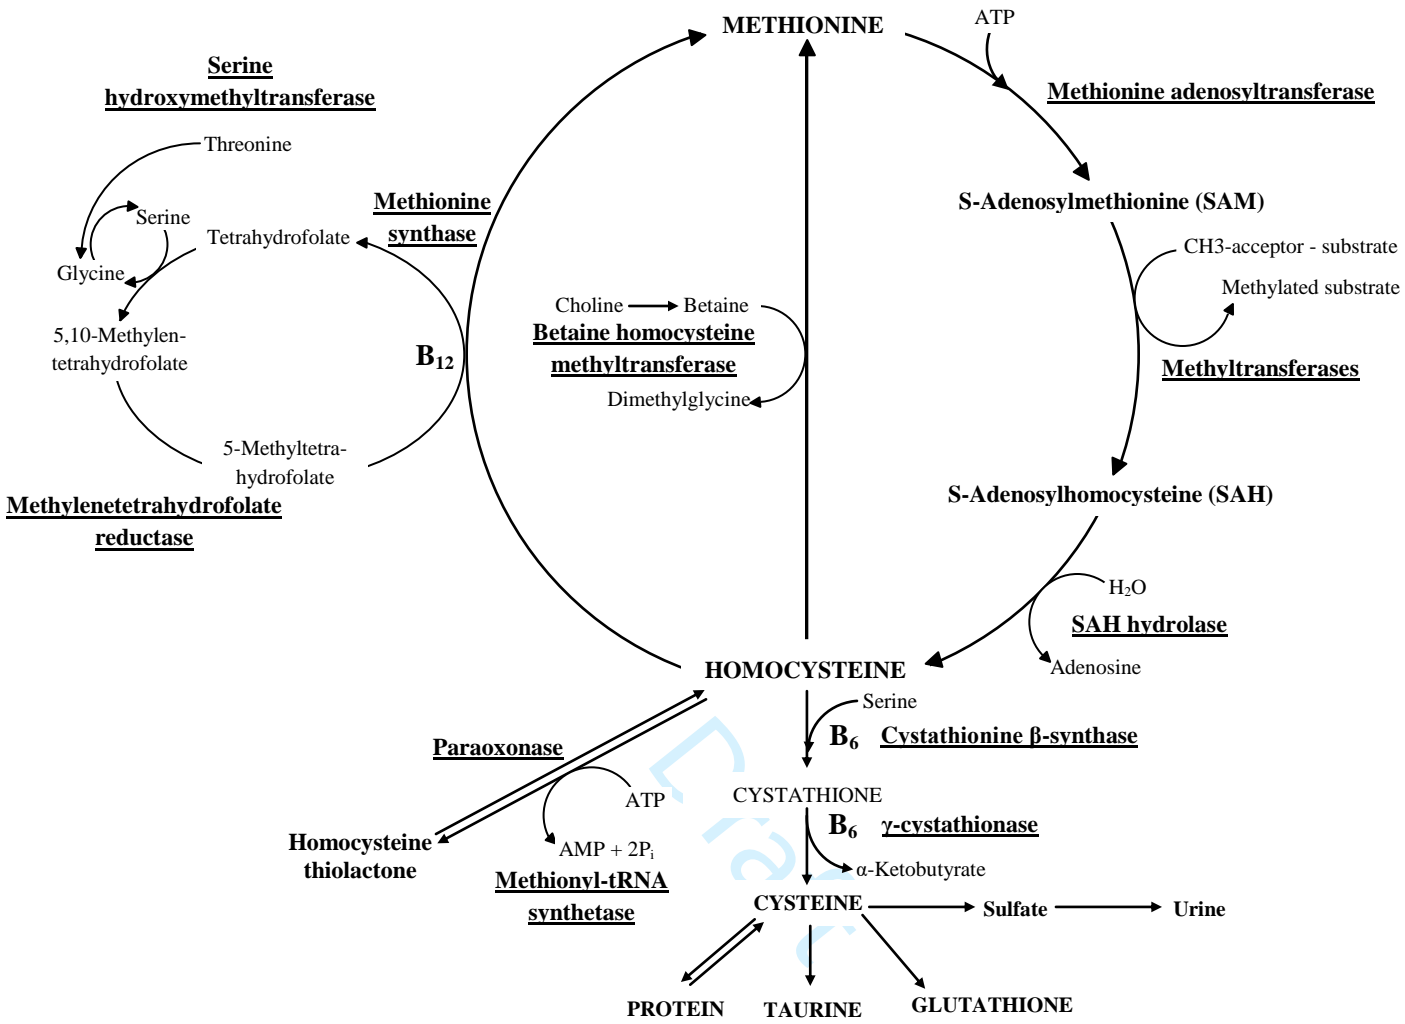 METHIONINE
ATP
Serine
hydroxymethyltransferase
Methionine adenosyltransferase
Threonine
Methionine
synthase
S-Adenosylmethionine (SAM)
Serine
Tetrahydrofolate
CH3-acceptor - substrate
Glycine
Methylated substrate
Choline
Betaine
Betaine homocysteine
methyltransferase
5,10-Methylen-
tetrahydrofolate
B12
Methyltransferases
Dimethylglycine
5-Methyltetra-
hydrofolate
S-Adenosylhomocysteine (SAH)
Methylenetetrahydrofolate
reductase
H2O
SAH hydrolase
HOMOCYSTEINE
Adenosine
Serine
B6 Cystathionine β-synthase
Paraoxonase
ATP
CYSTATHIONE
B6 γ-cystathionase
Homocysteine
thiolactone
AMP + 2Pi
α-Ketobutyrate
Methionyl-tRNA
synthetase
CYSTEINE
Sulfate
Urine
PROTEIN
TAURINE
GLUTATHIONE